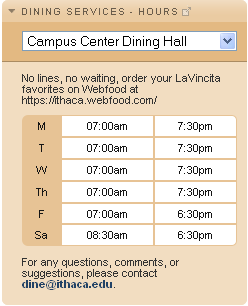 DINING SERVICES - HOURS
Campus Center Dining Hall
No lines, no waiting, order your LaVincita
favorites on Webfood at
https://ithaca.webfood.com/
M 07:00am 7:30pm
T 07:00am 7:30pm
W 07:00am 7:30pm
Th 07:00am 7:30pm
F 07:00am 6:30pm
Sa 08:30am 6:30pm
For any questions, comments, or
suggestions, please contact
dine@ithaca.edu.